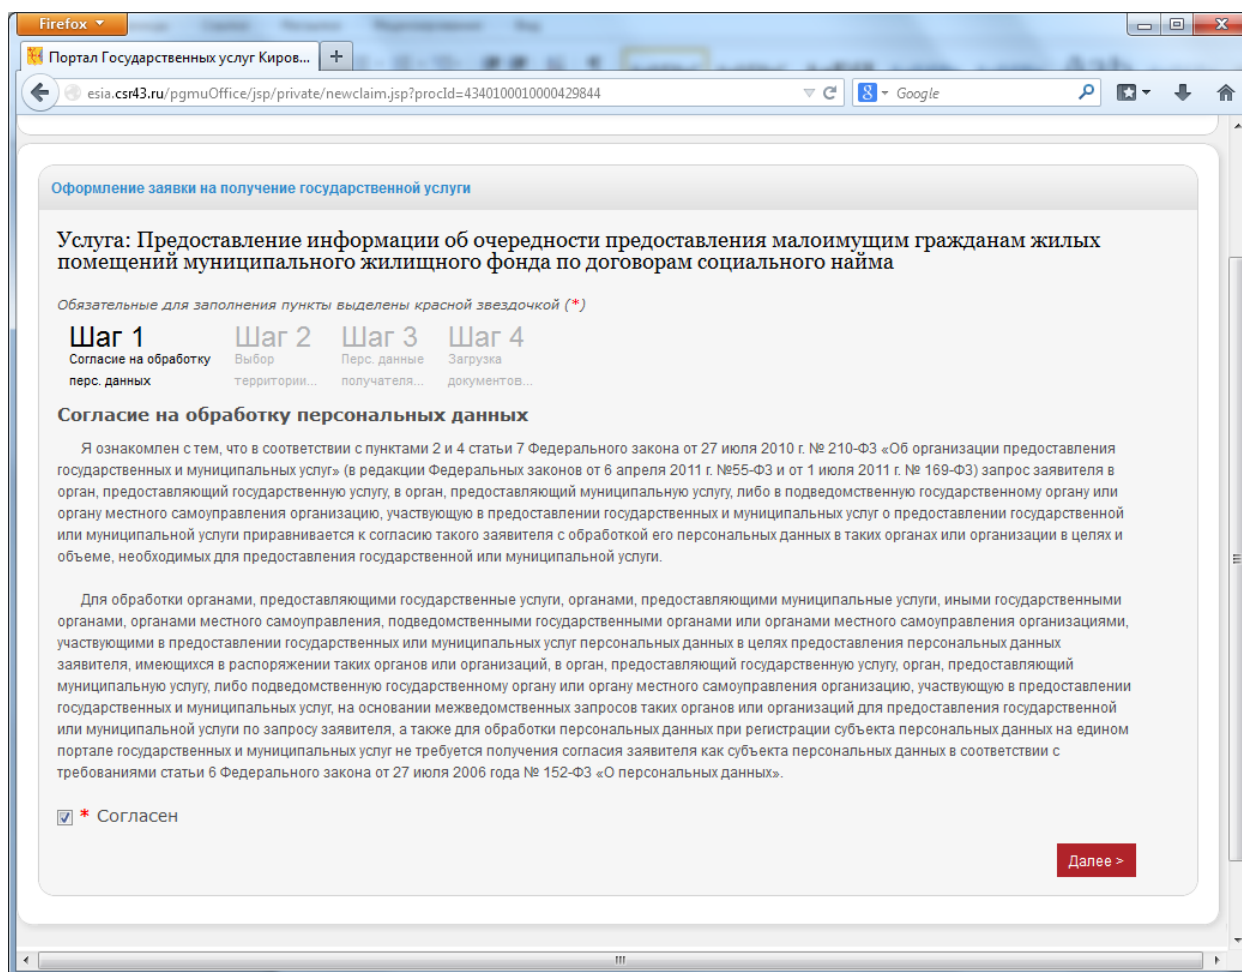 Firefox
Портал Государственных услуг Киров...
esia.csr43.ru/pgmuOffice/jsp/private/newclaim.jsp?procId=4340100010000429844
Google
Оформление заявки на получение государственной услуги
Услуга: Предоставление информации об очередности предоставления малоимущим гражданам жилых
помещений муниципального жилищного фонда по договорам социального найма
Обязательные для заполнения пункты выделены красной звездочкой (*)
Шаг 1 Шаг 2 Шаг 3 Шаг 4
Согласие на обработку Выбор Перс. данные Загрузка
перс. данных территории... получателя... документов...
Согласие на обработку персональных данных
Я ознакомлен с тем, что в соответствии с пунктами 2 и 4 статьи 7 Федерального закона от 27 июля 2010 г. № 210-ФЗ «Об организации предоставления
государственных и муниципальных услуг» (в редакции Федеральных законов от 6 апреля 2011 г. №55-ФЗ и от 1 июля 2011 г. № 169-ФЗ) запрос заявителя в
орган, предоставляющий государственную услугу, в орган, предоставляющий муниципальную услугу, либо в подведомственную государственному органу или
органу местного самоуправления организацию, участвующую в предоставлении государственных и муниципальных услуг о предоставлении государственной
или муниципальной услуги приравнивается к согласию такого заявителя с обработкой его персональных данных в таких органах или организации в целях и
объеме, необходимых для предоставления государственной или муниципальной услуги.
Для обработки органами, предоставляющими государственные услуги, органами, предоставляющими муниципальные услуги, иными государственными
органами, органами местного самоуправления, подведомственными государственными органами или органами местного самоуправления организациями,
участвующими в предоставлении государственных или муниципальных услуг персональных данных в целях предоставления персональных данных
заявителя, имеющихся в распоряжении таких органов или организаций, в орган, предоставляющий государственную услугу, орган, предоставляющий
муниципальную услугу, либо подведомственную государственному органу или органу местного самоуправления организацию, участвующую в предоставлении
государственных и муниципальных услуг, на основании межведомственных запросов таких органов или организаций для предоставления государственной
или муниципальной услуги по запросу заявителя, а также для обработки персональных данных при регистрации субъекта персональных данных на едином
портале государственных и муниципальных услуг не требуется получения согласия заявителя как субъекта персональных данных в соответствии с
требованиями статьи 6 Федерального закона от 27 июля 2006 года № 152-ФЗ «О персональных данных».
* Согласен
Далее >